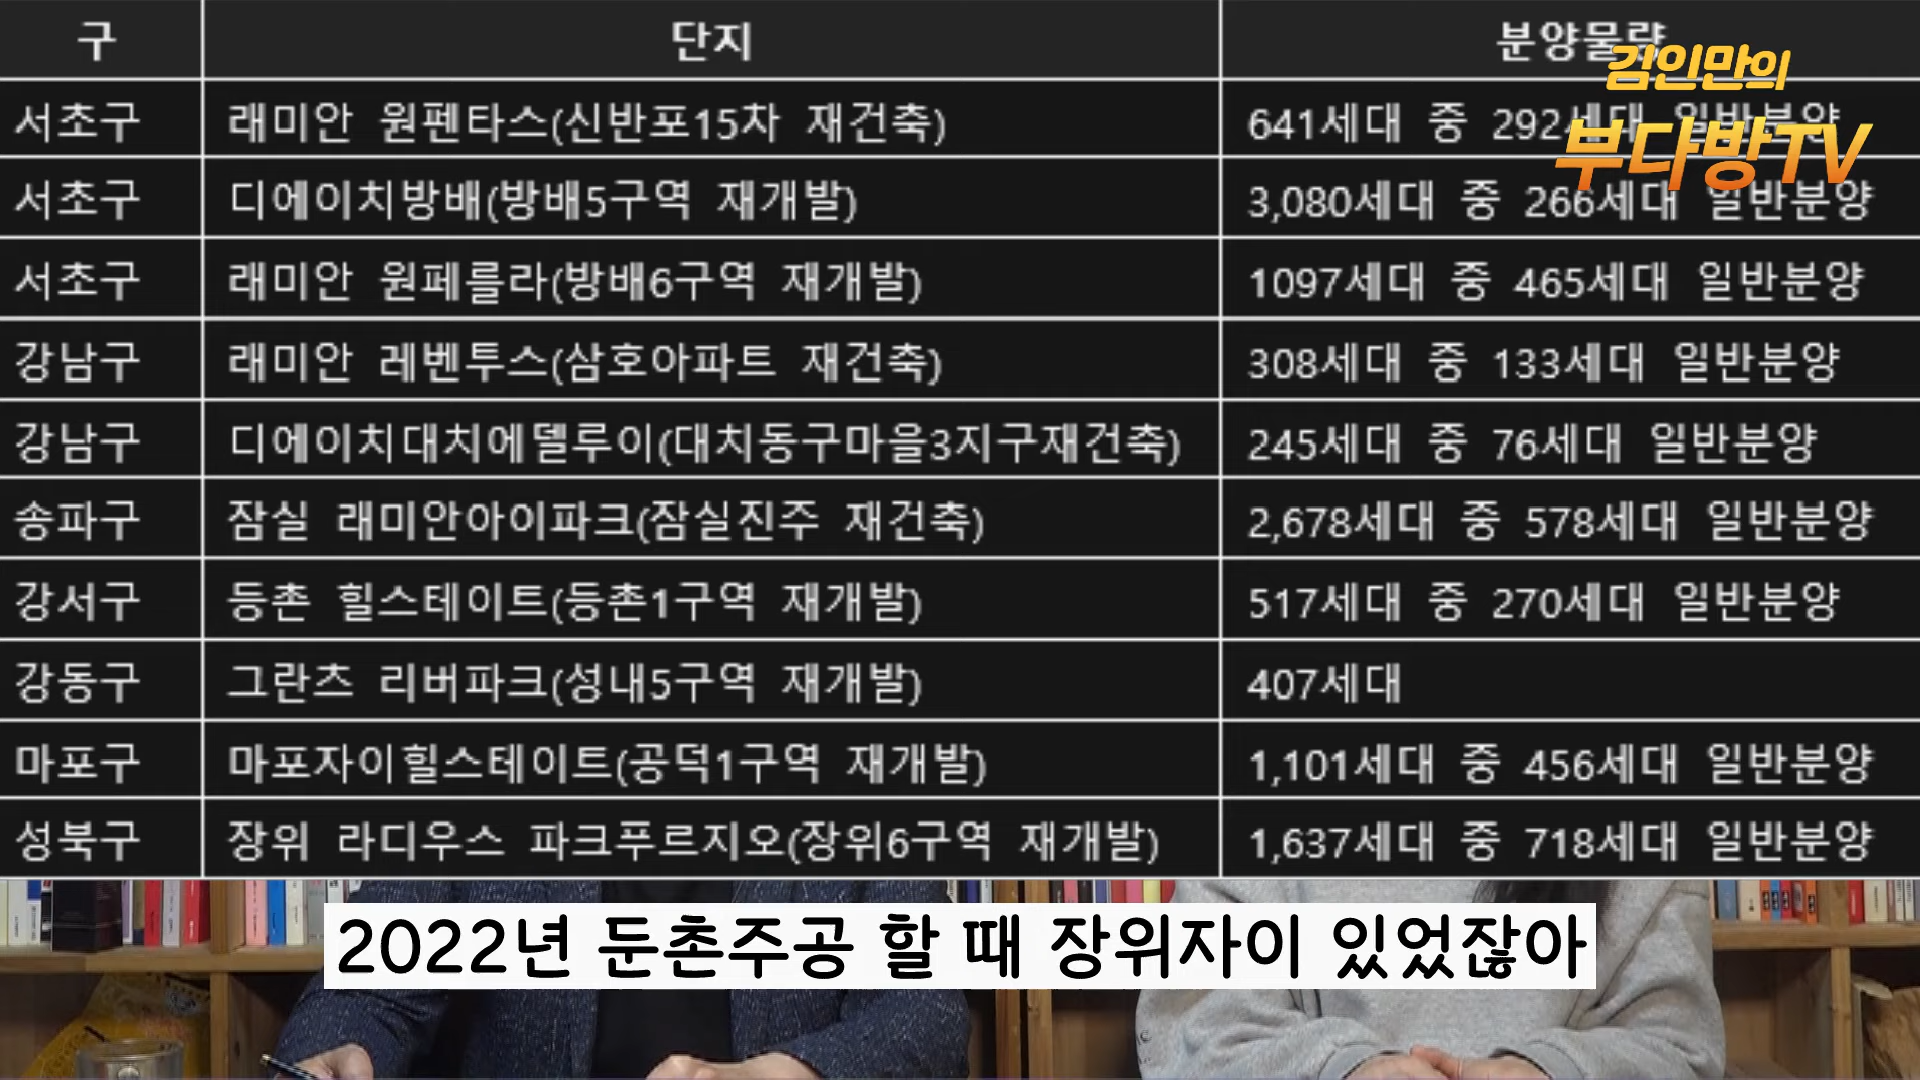 구 단지 분양물량
김인만의
부다방TV
서초구 래미안 원펜타스(신반포15차 재건축) 641세대 중 292세대 일반분양
서초구 디에이치방배(방배5구역 재개발) 3,080세대 중 266세대 일반분양
서초구 래미안 원페를라(방배6구역 재개발) 1097세대 중 465세대 일반분양
강남구 래미안 레벤투스(삼호아파트 재건축) 308세대 중 133세대 일반분양
강남구 디에이치대치에델루이(대치동구마을3지구재건축) 245세대 중 76세대 일반분양
송파구 잠실 래미안아이파크(잠실진주 재건축) 2,678세대 중 578세대 일반분양
강서구 등촌 힐스테이트(등촌1구역 재개발) 517세대 중 270세대 일반분양
강동구 그란츠 리버파크(성내5구역 재개발) 407세대
마포구 마포자이힐스테이트(공덕1구역 재개발) 1,101세대 중 456세대 일반분양
성북구 장위 라디우스 파크푸르지오(장위6구역 재개발) 1,637세대 중 718세대 일반분양
2022년 둔촌주공 할 때 장위자이 있었잖아